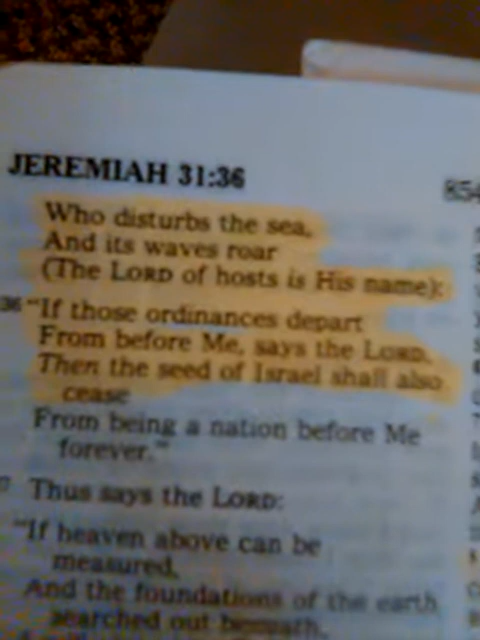 JEREMIAH 31:36
854
Who disturbs the sea,
And its waves roar
(The LORD of hosts is His name):
36 "If those ordinances depart
From before Me, says the LORD,
Then the seed of Israel shall also
cease
From being a nation before Me
forever."
Thus says the LORD:
"If heaven above can be
measured,
And the foundations of the earth
searched out beneath,